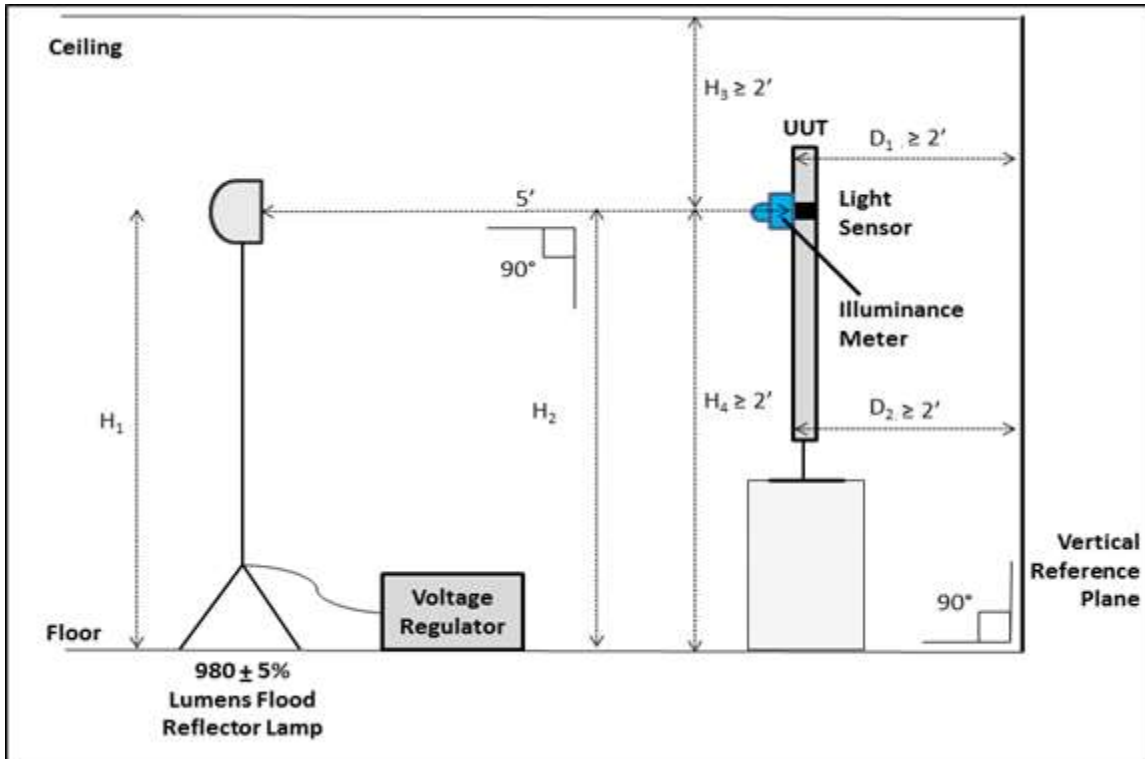 Ceiling
H₃ ≥ 2’
UUT
D₁ ≥ 2’
5’
Light
Sensor
90°
Illuminance
Meter
H₁
H₂
H₄ ≥ 2’
D₂ ≥ 2’
Voltage
Regulator
Vertical
Reference
Plane
90°
Floor
980 ± 5%
Lumens Flood
Reflector Lamp